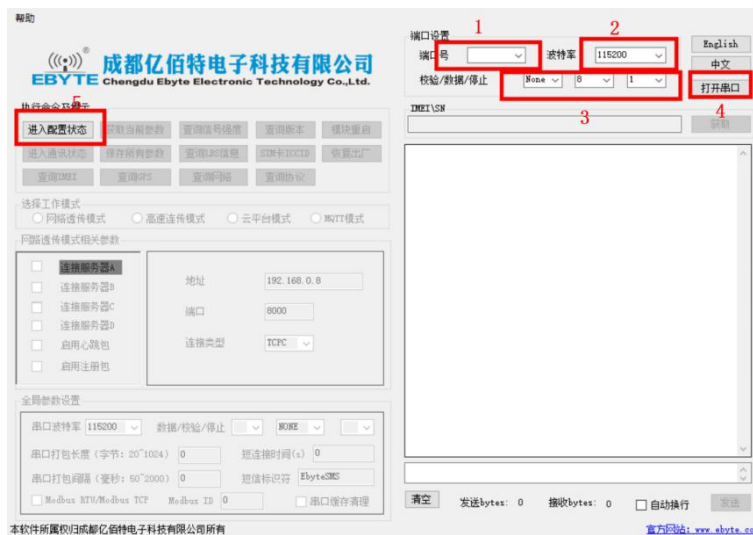 帮助
成都亿佰特电子科技有限公司
EBYTE Chengdu Ebyte Electronic Technology Co.,Ltd.
®
端口设置
1
2
端口号
波特率
115200
English
校验/数据/停止
None
8
1
中文
打开串口
3
4
IMEI\SN
获取
5
执行命令及提示
进入配置状态
获取当前参数
查询信号强度
查询版本
模块重启
进入通讯状态
保存所有参数
查询LBS信息
SIM卡ICCID
恢复出厂
查询IMEI
查询GPS
查询网络
查询协议
选择工作模式
网络透传模式
高速连传模式
云平台模式
MQTT模式
网路透传模式相关参数
连接服务器A
连接服务器B
连接服务器C
连接服务器D
启用心跳包
启用注册包
地址
192.168.0.8
端口
8000
连接类型
TCPC
全局参数设置
串口波特率
115200
数据/校验/停止
NONE
串口打包长度（字节：20~1024）
0
短连接时间(s)
0
串口打包间隔（毫秒：50~2000）
0
短信标识符
EbyteSMS
Modbus RTU/Modbus TCP
Modbus ID
0
串口缓存清理
清空
发送bytes: 0
接收bytes: 0
自动换行
发送
本软件所属权归成都亿佰特电子科技有限公司所有
官方网站: www.ebyte.co